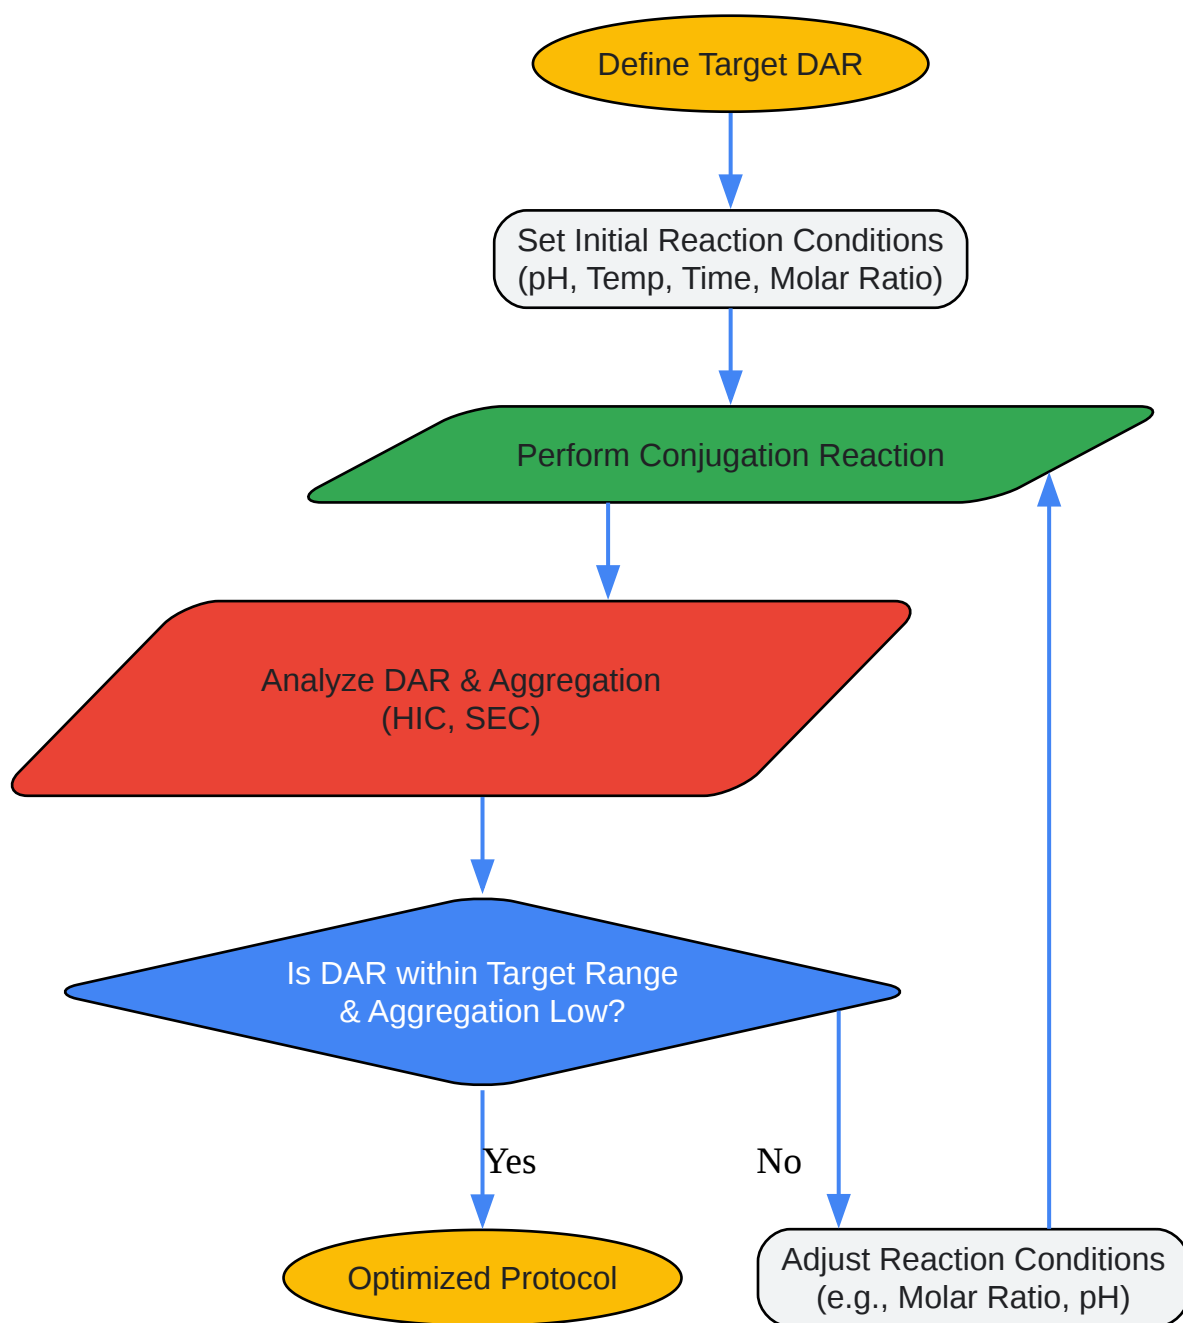 Define Target DAR
Set Initial Reaction Conditions
(pH, Temp, Time, Molar Ratio)
Perform Conjugation Reaction
Analyze DAR & Aggregation
(HIC, SEC)
Is DAR within Target Range
& Aggregation Low?
Yes
No
Optimized Protocol
Adjust Reaction Conditions
(e.g., Molar Ratio, pH)